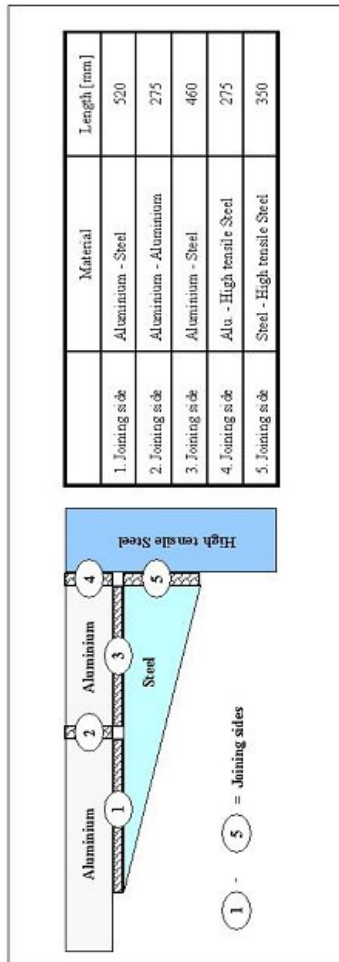 Aluminium
Aluminium
2
4
1
3
5
Steel
High tensile Steel
1 - 5 = Joining sides
Material Length [mm]
1. Joining side Aluminium - Steel 520
2. Joining side Aluminium - Aluminium 275
3. Joining side Aluminium - Steel 460
4. Joining side Alu. - High tensile Steel 275
5. Joining side Steel - High tensile Steel 350